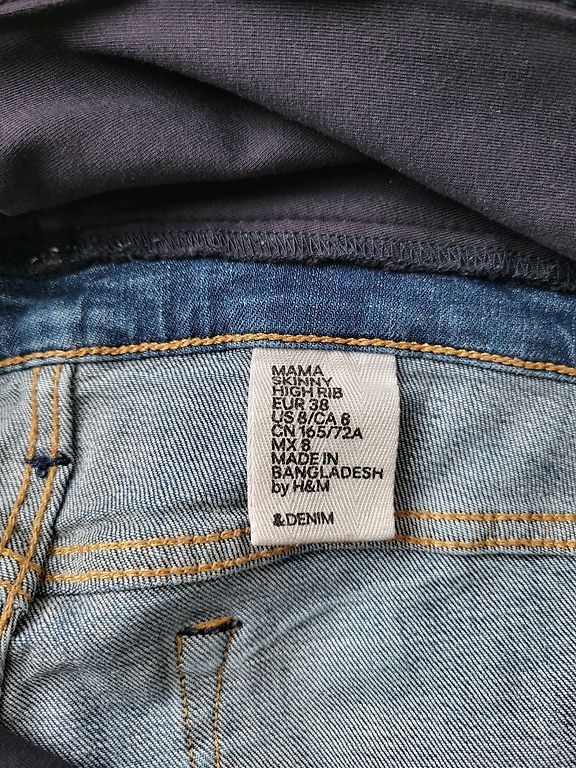 MAMA
SKINNY
HIGH RIB
EUR 38
US 8/CA 8
CN 165/72A
MX 8
MADE IN
BANGLADESH
by H&M
&DENIM